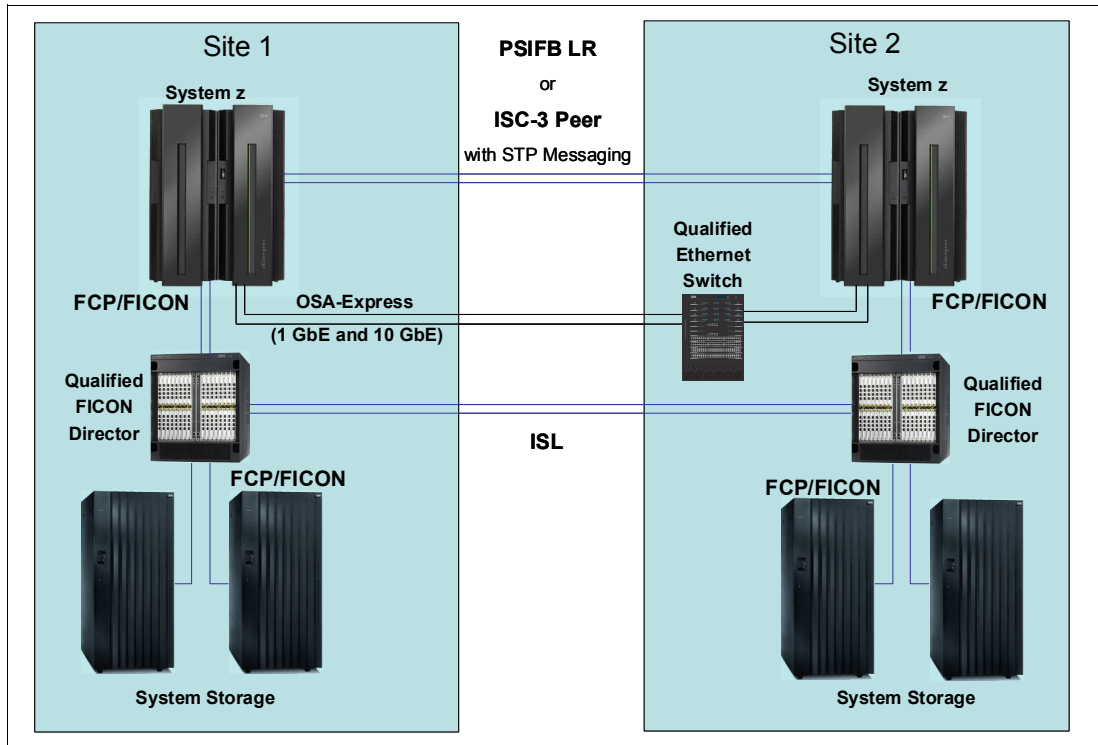 Site 1
System z
PSIFB LR
or
ISC-3 Peer
with STP Messaging
Site 2
System z
Qualified
Ethernet
Switch
FCP/FICON
OSA-Express
(1 GbE and 10 GbE)
FCP/FICON
Qualified
FICON
Director
ISL
Qualified
FICON
Director
FCP/FICON
System Storage
FCP/FICON
System Storage